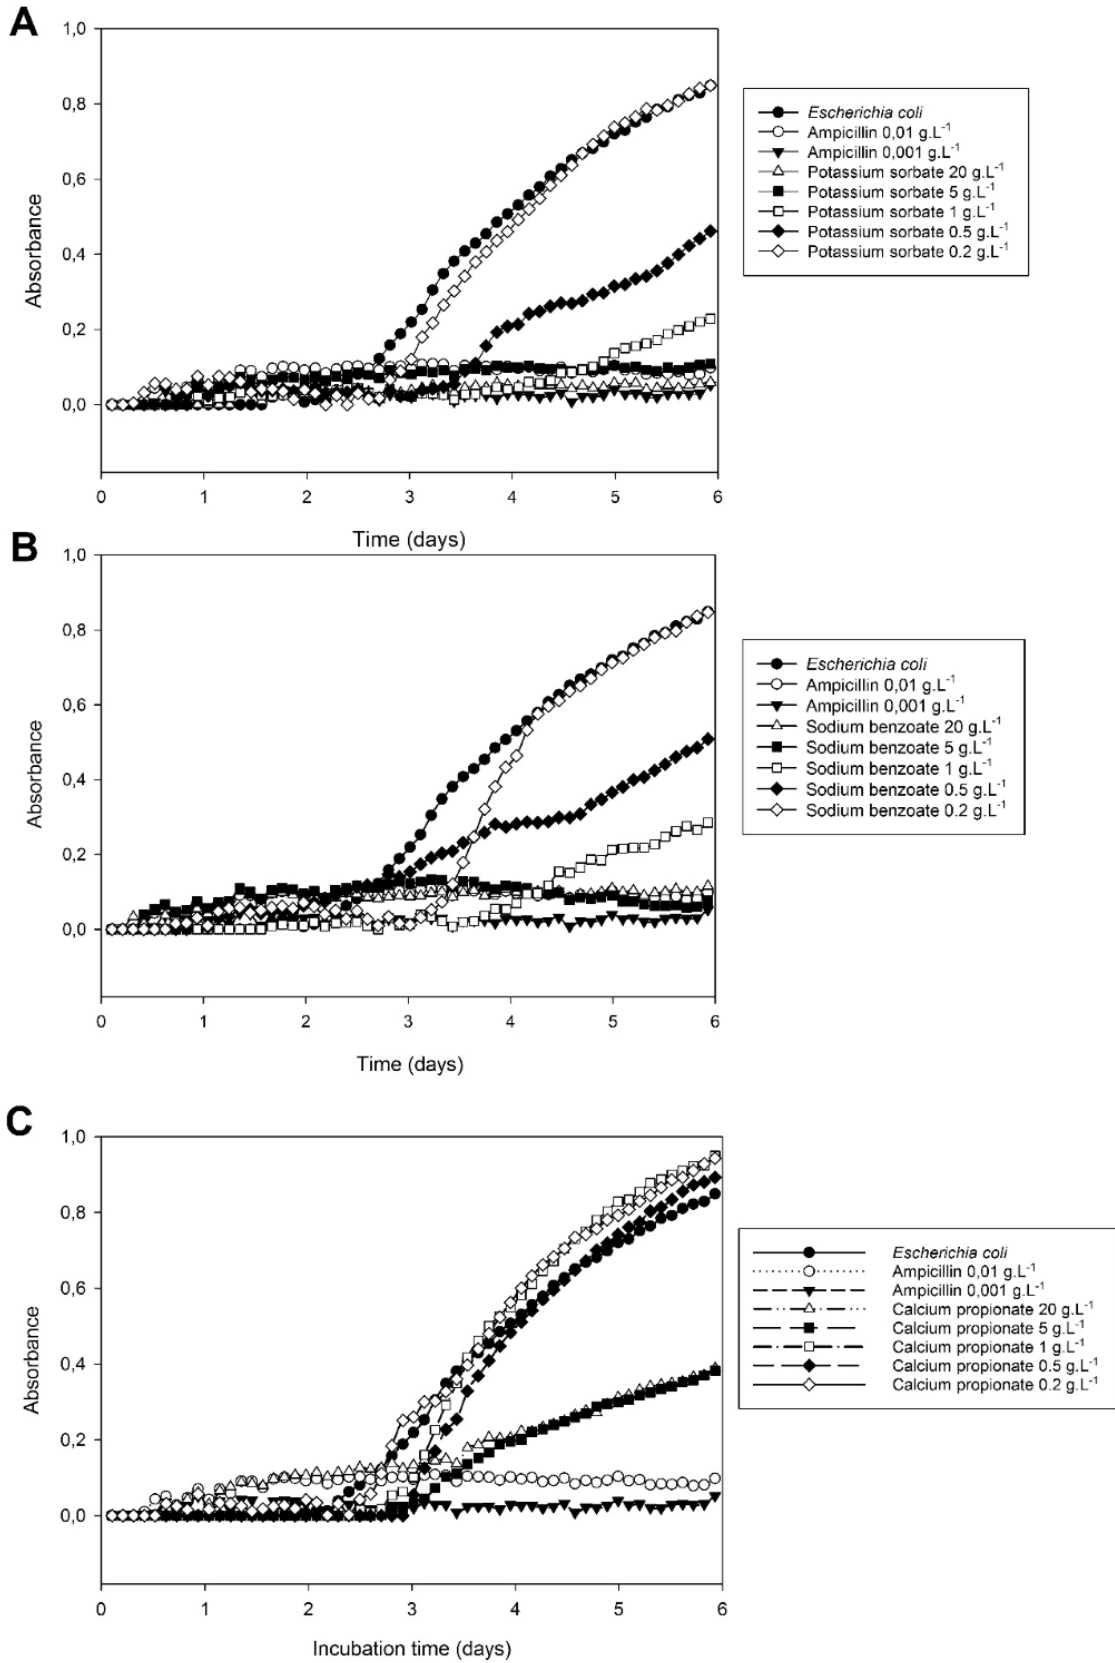 A
1,0
0,8
0,6
0,4
0,2
0,0
Absorbance
0 1 2 3 4 5 6
Time (days)
Escherichia coli
Ampicillin 0,01 g.L⁻¹
Ampicillin 0,001 g.L⁻¹
Potassium sorbate 20 g.L⁻¹
Potassium sorbate 5 g.L⁻¹
Potassium sorbate 1 g.L⁻¹
Potassium sorbate 0.5 g.L⁻¹
Potassium sorbate 0.2 g.L⁻¹
B
1,0
0,8
0,6
0,4
0,2
0,0
Absorbance
0 1 2 3 4 5 6
Time (days)
Escherichia coli
Ampicillin 0,01 g.L⁻¹
Ampicillin 0,001 g.L⁻¹
Sodium benzoate 20 g.L⁻¹
Sodium benzoate 5 g.L⁻¹
Sodium benzoate 1 g.L⁻¹
Sodium benzoate 0.5 g.L⁻¹
Sodium benzoate 0.2 g.L⁻¹
C
1,0
0,8
0,6
0,4
0,2
0,0
Absorbance
0 1 2 3 4 5 6
Incubation time (days)
Escherichia coli
Ampicillin 0,01 g.L⁻¹
Ampicillin 0,001 g.L⁻¹
Calcium propionate 20 g.L⁻¹
Calcium propionate 5 g.L⁻¹
Calcium propionate 1 g.L⁻¹
Calcium propionate 0.5 g.L⁻¹
Calcium propionate 0.2 g.L⁻¹